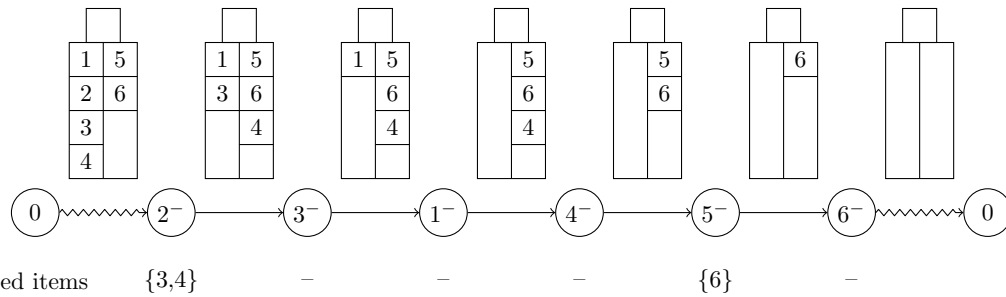 1 5 1 5 1 5 5 5 6
2 6 3 6 6 6 6
3 4 4 4
4
0 2⁻ 3⁻ 1⁻ 4⁻ 5⁻ 6⁻ 0
ed items {3,4} – – – {6} –